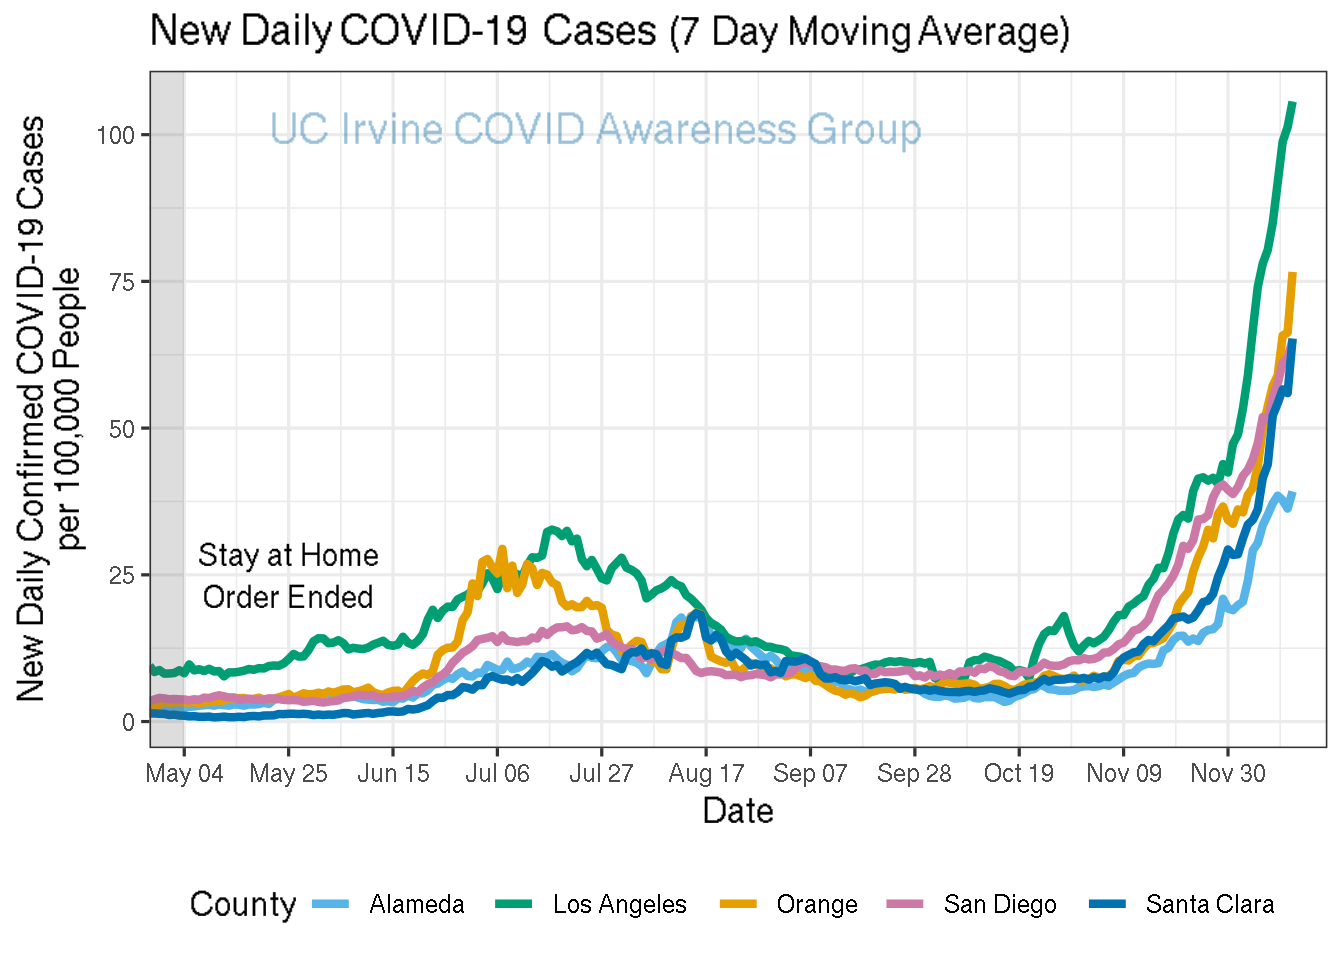 New Daily COVID-19 Cases (7 Day Moving Average)
UC Irvine COVID Awareness Group
New Daily Confirmed COVID-19 Cases
per 100,000 People
100
75
50
25
0
Stay at Home
Order Ended
May 04 May 25 Jun 15 Jul 06 Jul 27 Aug 17 Sep 07 Sep 28 Oct 19 Nov 09 Nov 30
Date
County Alameda Los Angeles Orange San Diego Santa Clara